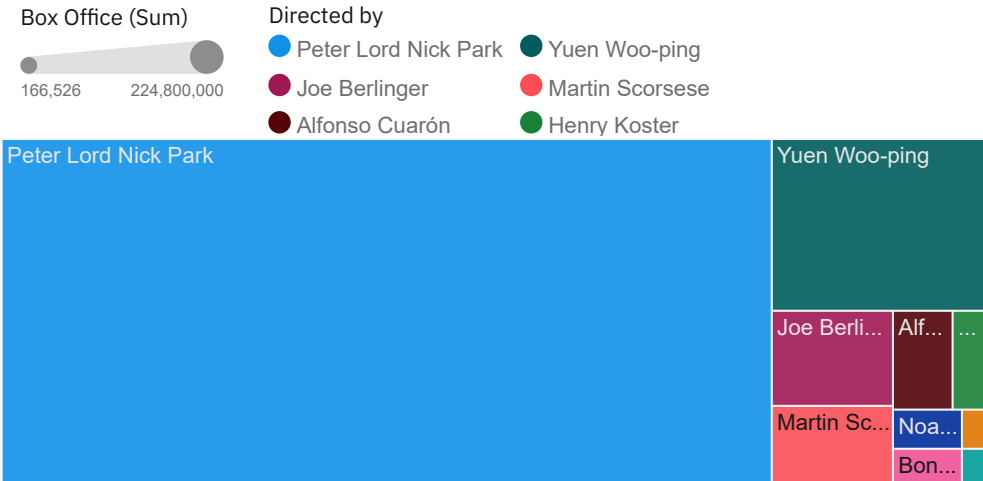 Box Office (Sum)
166,526 224,800,000
Directed by
Peter Lord Nick Park Yuen Woo-ping
Joe Berlinger Martin Scorsese
Alfonso Cuarón Henry Koster
Peter Lord Nick Park
Yuen Woo-ping
Joe Berli... Alf... ...
Martin Sc... Noa...
Bon...